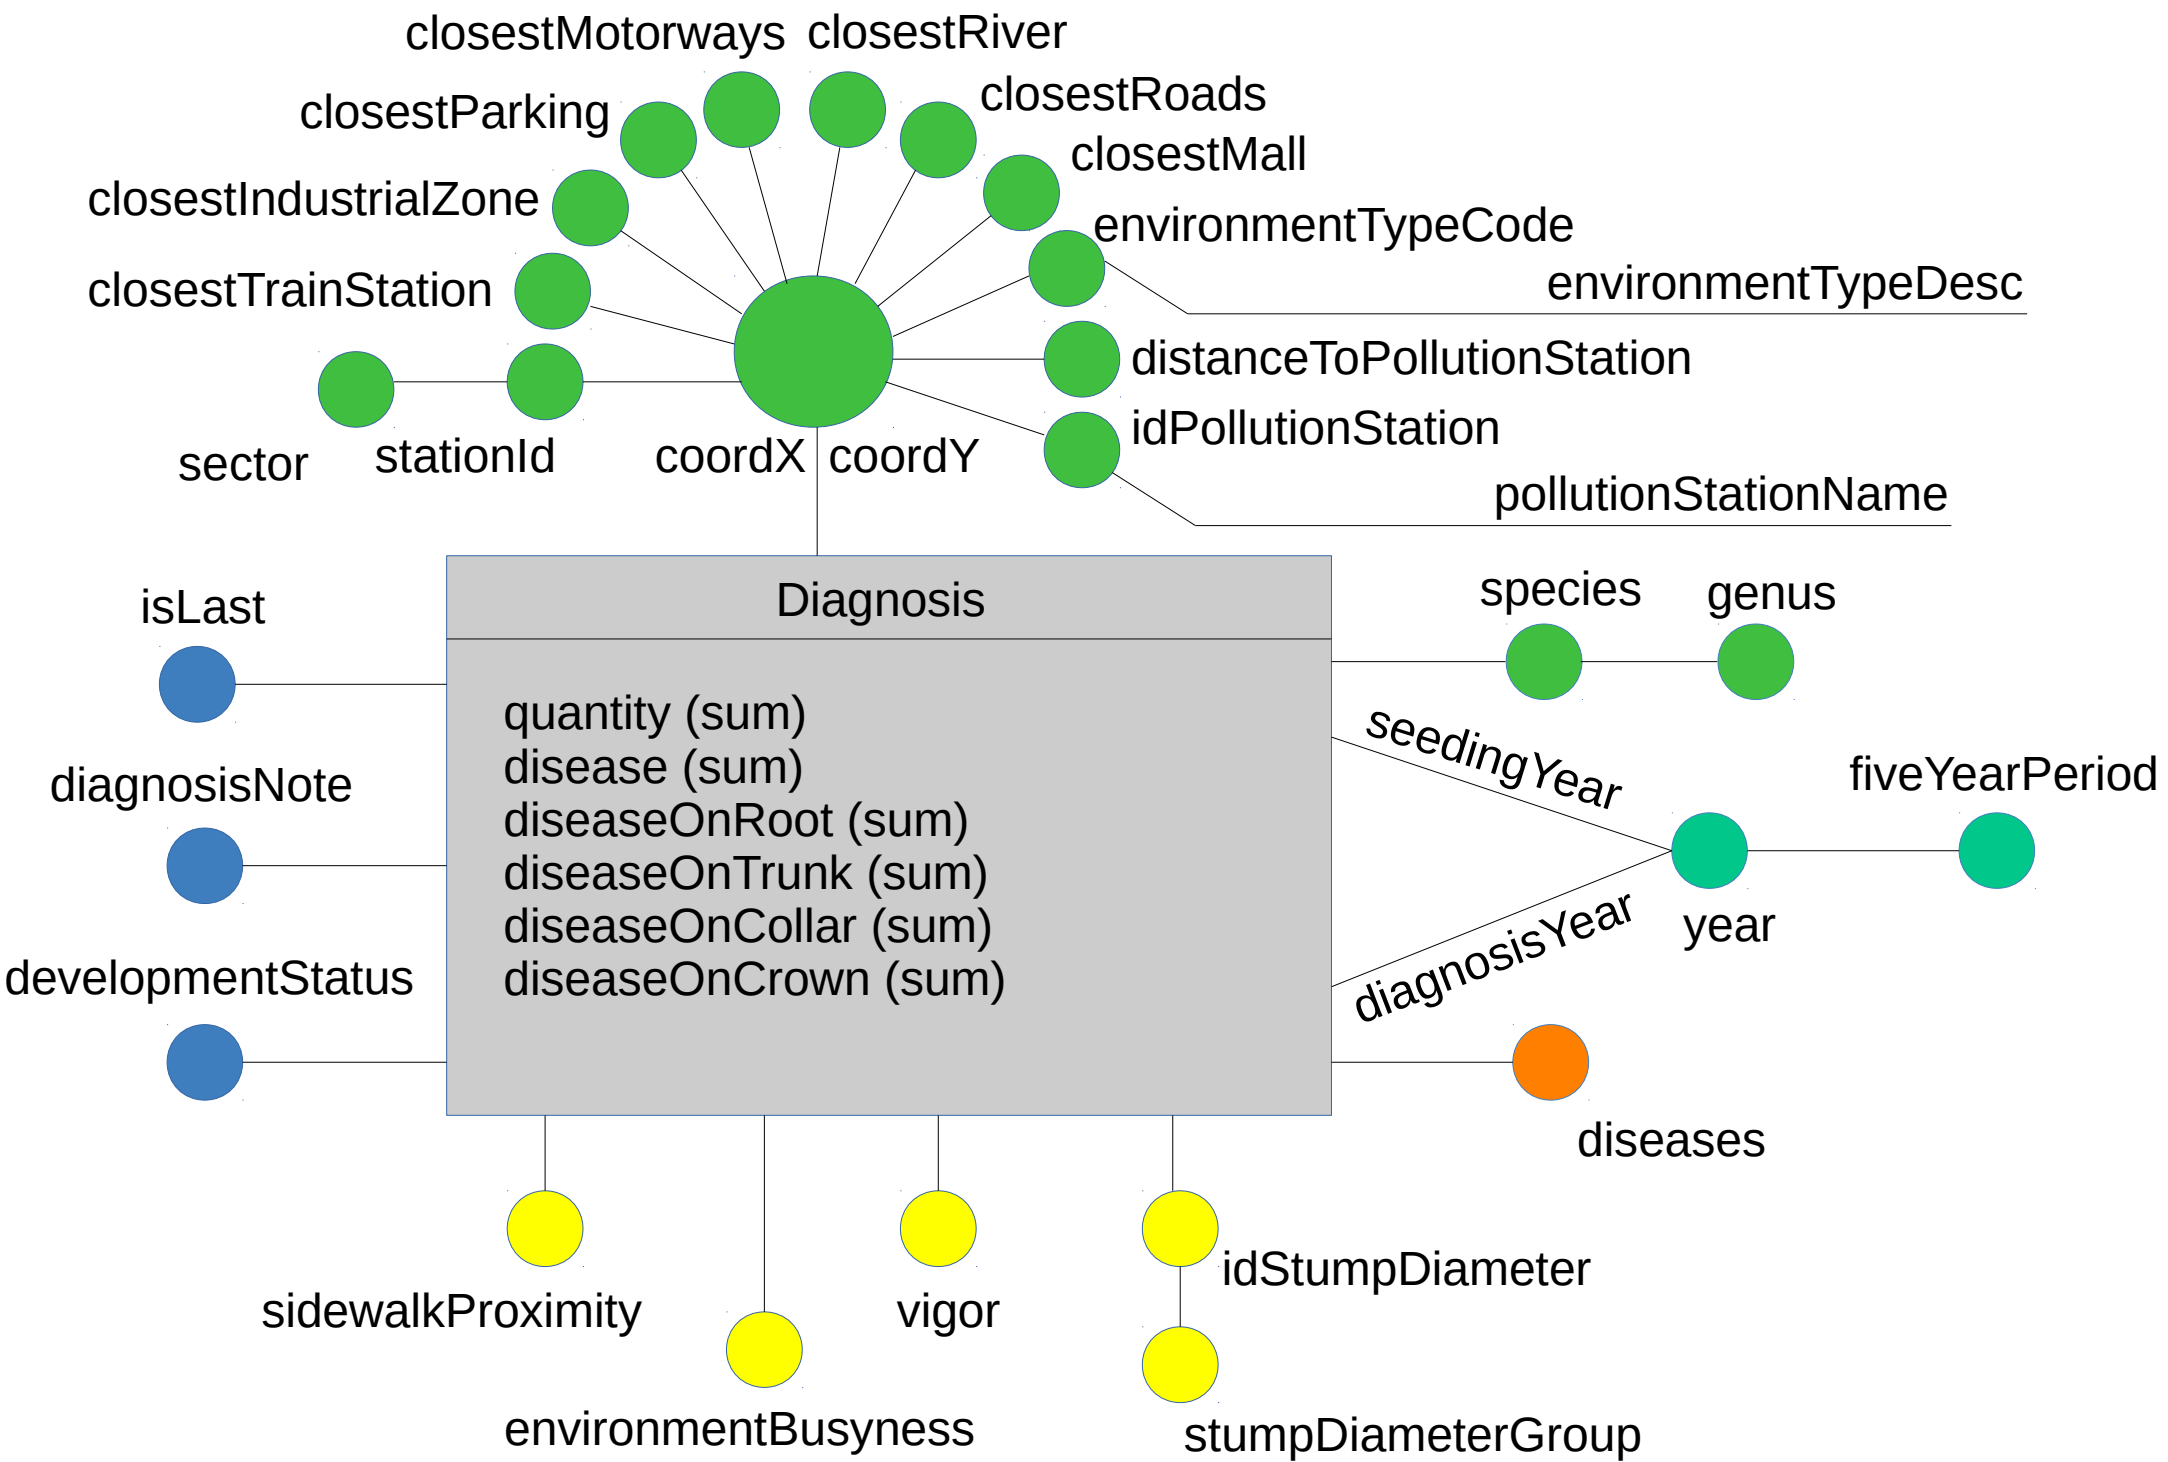 closestMotorways closestRiver
closestParking
closestRoads
closestMall
closestIndustrialZone
environmentTypeCode
closestTrainStation
environmentTypeDesc
distanceToPollutionStation
idPollutionStation
sector
stationId
coordX
coordY
pollutionStationName
Diagnosis
isLast
species
genus
quantity (sum)
disease (sum)
diseaseOnRoot (sum)
diseaseOnTrunk (sum)
diseaseOnCollar (sum)
diseaseOnCrown (sum)
seedingYear
fiveYearPeriod
diagnosisNote
year
diagnosisYear
developmentStatus
diseases
idStumpDiameter
sidewalkProximity
vigor
environmentBusyness
stumpDiameterGroup